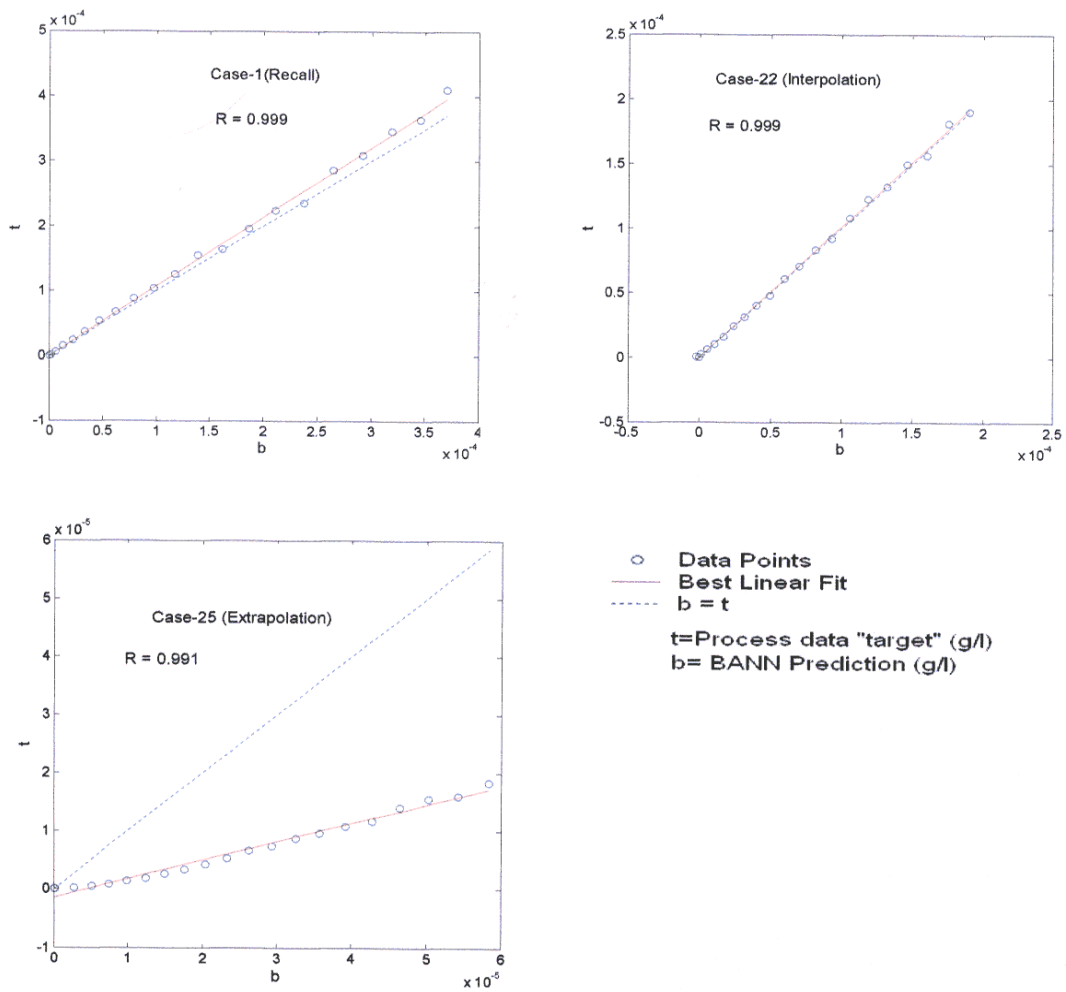 x 10-4
5
4
3
2
1
0
-1
t
Case-1(Recall)
R = 0.999
0 0.5 1 1.5 2 2.5 3 3.5 4
b
x 10-4
x 10-4
2.5
2
1.5
1
0.5
0
-0.5
t
Case-22 (Interpolation)
R = 0.999
-0.5 0 0.5 1 1.5 2 2.5
b
x 10-4
x 10-5
6
5
4
3
2
1
0
-1
t
Case-25 (Extrapolation)
R = 0.991
0 1 2 3 4 5 6
b
x 10-5
Data Points
Best Linear Fit
b = t
t=Process data "target" (g/l)
b= BANN Prediction (g/l)